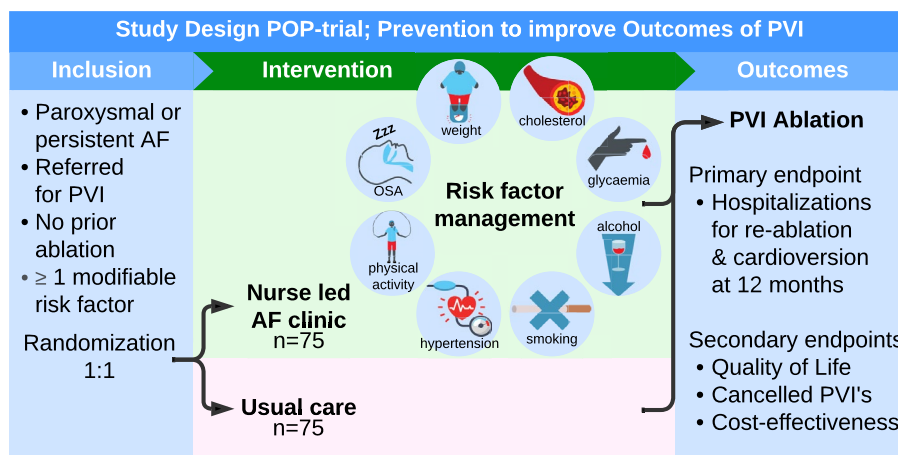 Study Design POP-trial; Prevention to improve Outcomes of PVI
Inclusion
• Paroxysmal or
persistent AF
• Referred
for PVI
• No prior
ablation
• ≥ 1 modifiable
risk factor
Randomization
1:1
Intervention
weight
cholesterol
Zzz
OSA
glycaemia
Risk factor
management
alcohol
physical
activity
hypertension
smoking
Nurse led
AF clinic
n=75
Usual care
n=75
Outcomes
PVI Ablation
Primary endpoint
• Hospitalizations
for re-ablation
& cardioversion
at 12 months
Secondary endpoints
• Quality of Life
• Cancelled PVI's
• Cost-effectiveness